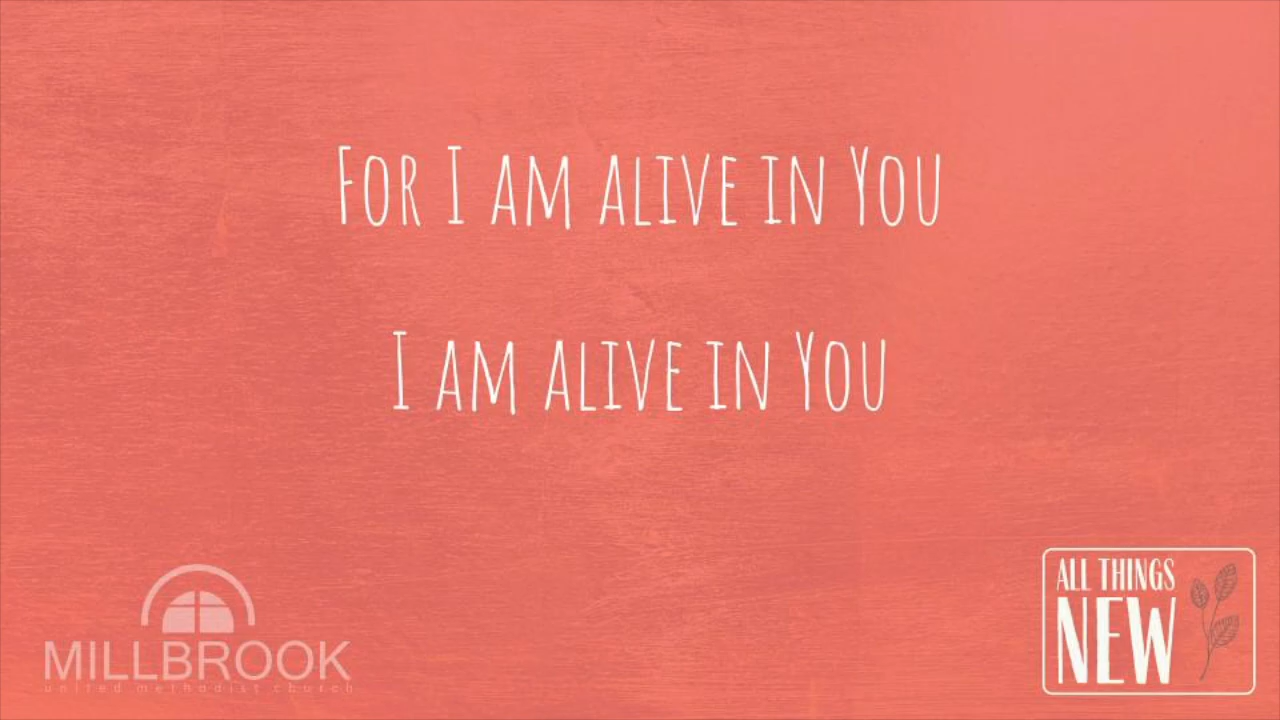 For I am alive in You
I am alive in You
MILLBROOK
united methodist church
ALL THINGS
NEW